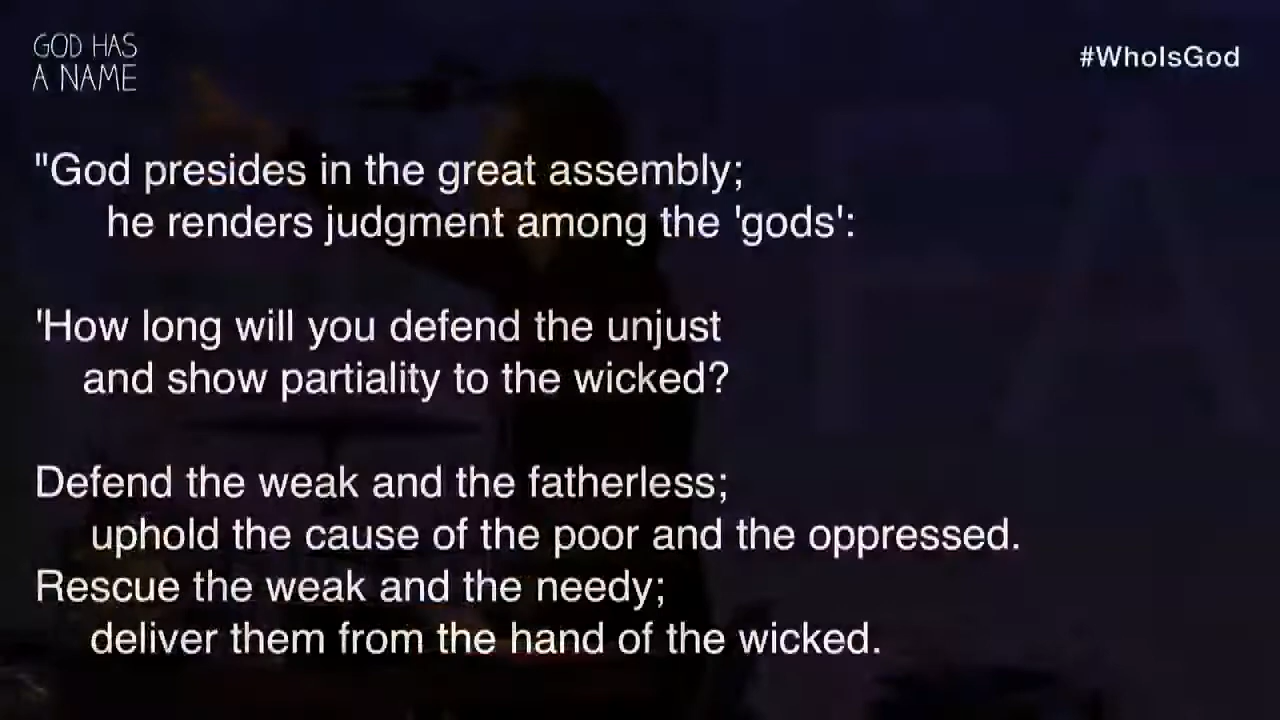 GOD HAS
A NAME
#WhoIsGod
"God presides in the great assembly;
he renders judgment among the 'gods':
'How long will you defend the unjust
and show partiality to the wicked?
Defend the weak and the fatherless;
uphold the cause of the poor and the oppressed.
Rescue the weak and the needy;
deliver them from the hand of the wicked.